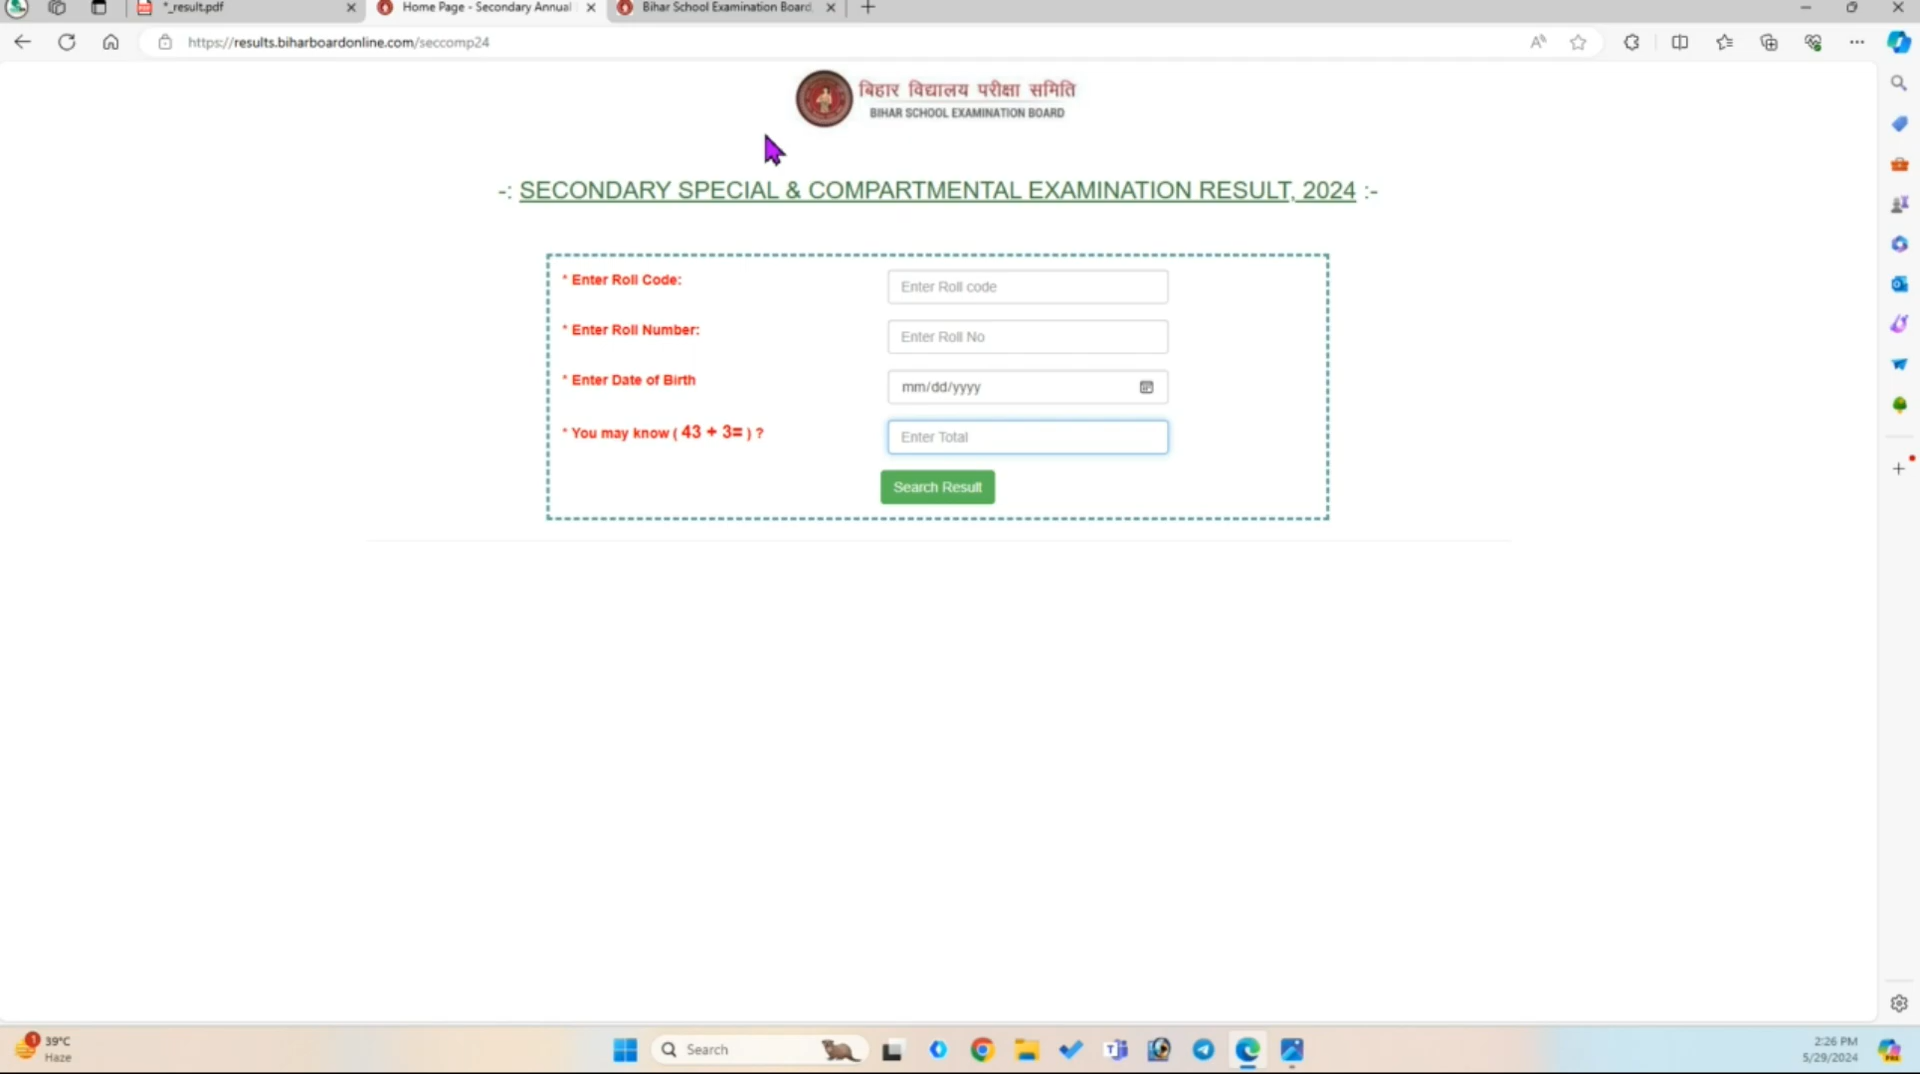 *_result.pdf
Home Page - Secondary Annual
Bihar School Examination Board,
https://results.biharboardonline.com/seccomp24
बिहार विद्यालय परीक्षा समिति
BIHAR SCHOOL EXAMINATION BOARD
-: SECONDARY SPECIAL & COMPARTMENTAL EXAMINATION RESULT, 2024 :-
* Enter Roll Code:
Enter Roll code
* Enter Roll Number:
Enter Roll No
* Enter Date of Birth
mm/dd/yyyy
* You may know ( 43 + 3= ) ?
Enter Total
Search Result
1
39°C
Haze
Search
2:26 PM
5/29/2024